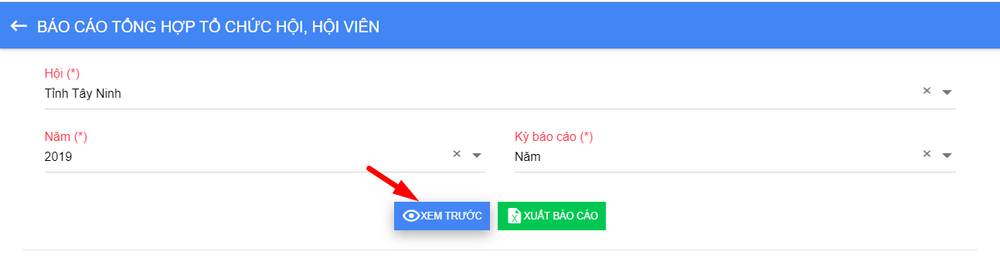 BÁO CÁO TỔNG HỢP TỔ CHỨC HỘI, HỘI VIÊN
Hội (*)
Tỉnh Tây Ninh
Năm (*)
2019
Kỳ báo cáo (*)
Năm
XEM TRƯỚC
XUẤT BÁO CÁO